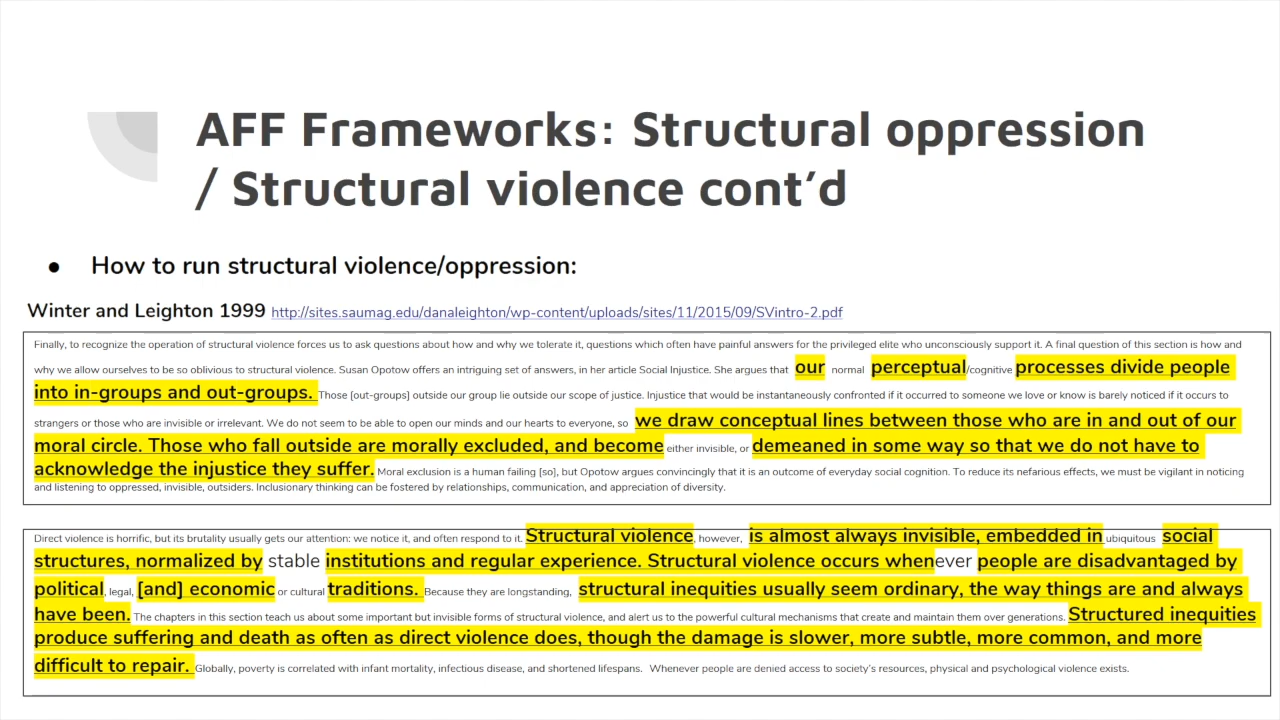 AFF Frameworks: Structural oppression
/ Structural violence cont’d
● How to run structural violence/oppression:
Winter and Leighton 1999 http://sites.saumag.edu/danaleighton/wp-content/uploads/sites/11/2015/09/SVintro-2.pdf
Finally, to recognize the operation of structural violence forces us to ask questions about how and why we tolerate it, questions which often have painful answers for the privileged elite who unconsciously support it. A final question of this section is how and
why we allow ourselves to be so oblivious to structural violence. Susan Opotow offers an intriguing set of answers, in her article Social Injustice. She argues that our normal perceptual/cognitive processes divide people
into in-groups and out-groups. Those [out-groups] outside our group lie outside our scope of justice. Injustice that would be instantaneously confronted if it occurred to someone we love or know is barely noticed if it occurs to
strangers or those who are invisible or irrelevant. We do not seem to be able to open our minds and our hearts to everyone, so we draw conceptual lines between those who are in and out of our
moral circle. Those who fall outside are morally excluded, and become either invisible, or demeaned in some way so that we do not have to
acknowledge the injustice they suffer. Moral exclusion is a human failing [so], but Opotow argues convincingly that it is an outcome of everyday social cognition. To reduce its nefarious effects, we must be vigilant in noticing
and listening to oppressed, invisible, outsiders. Inclusionary thinking can be fostered by relationships, communication, and appreciation of diversity.
Direct violence is horrific, but its brutality usually gets our attention: we notice it, and often respond to it. Structural violence, however, is almost always invisible, embedded in ubiquitous social
structures, normalized by stable institutions and regular experience. Structural violence occurs whenever people are disadvantaged by
political, legal, [and] economic or cultural traditions. Because they are longstanding, structural inequities usually seem ordinary, the way things are and always
have been. The chapters in this section teach us about some important but invisible forms of structural violence, and alert us to the powerful cultural mechanisms that create and maintain them over generations. Structured inequities
produce suffering and death as often as direct violence does, though the damage is slower, more subtle, more common, and more
difficult to repair. Globally, poverty is correlated with infant mortality, infectious disease, and shortened lifespans. Whenever people are denied access to society’s resources, physical and psychological violence exists.